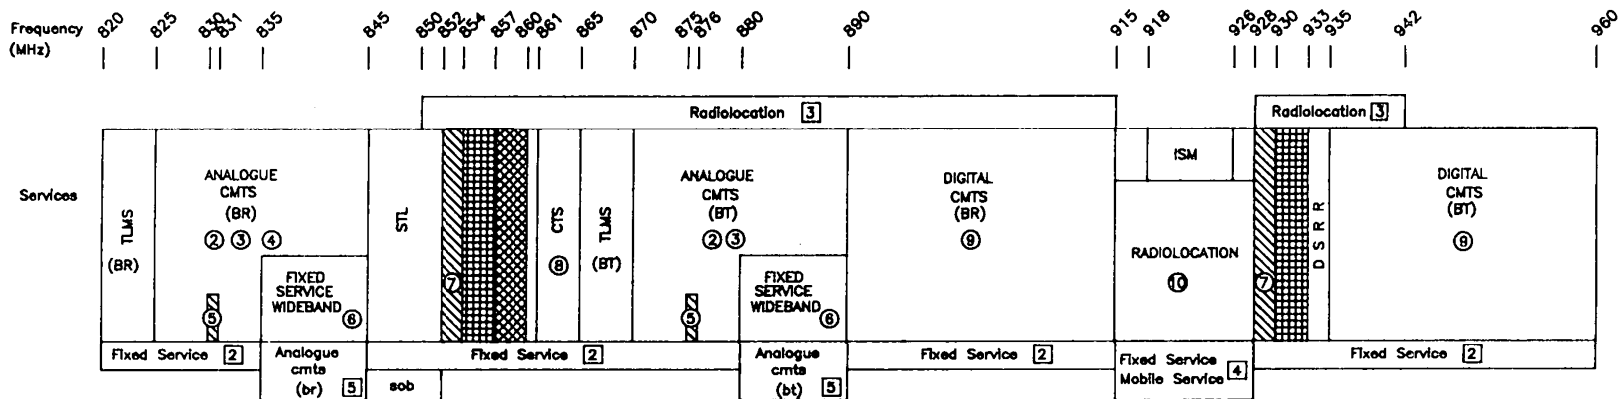 Frequency
(MHz)
820 825 830 831 835 845 850 852 854 857 860 861 865 870 875 876 880 890 915 918 926 928 930 933 935 942 960
Radiolocation 3
Radiolocation 3
Services
TLMS
(BR)
ANALOGUE
CMTS
(BR)
② ③ ④
⑤
FIXED
SERVICE
WIDEBAND ⑥
STL
⑦
CTS
⑧
TLMS
(BT)
ANALOGUE
CMTS
(BT)
② ③
⑤
FIXED
SERVICE
WIDEBAND ⑥
DIGITAL
CMTS
(BR)
⑨
ISM
RADIOLOCATION
⑩
⑦
DSRR
DIGITAL
CMTS
(BT)
⑨
Fixed Service 2
Analogue
cmts
(br) 5
Fixed Service 2
sob
Analogue
cmts
(bt) 5
Fixed Service 2
Fixed Service
Mobile Service 4
Fixed Service 2